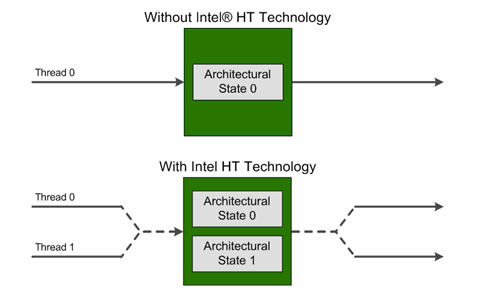 Without Intel® HT Technology
Thread 0
Architectural
State 0
With Intel HT Technology
Thread 0
Architectural
State 0
Thread 1
Architectural
State 1